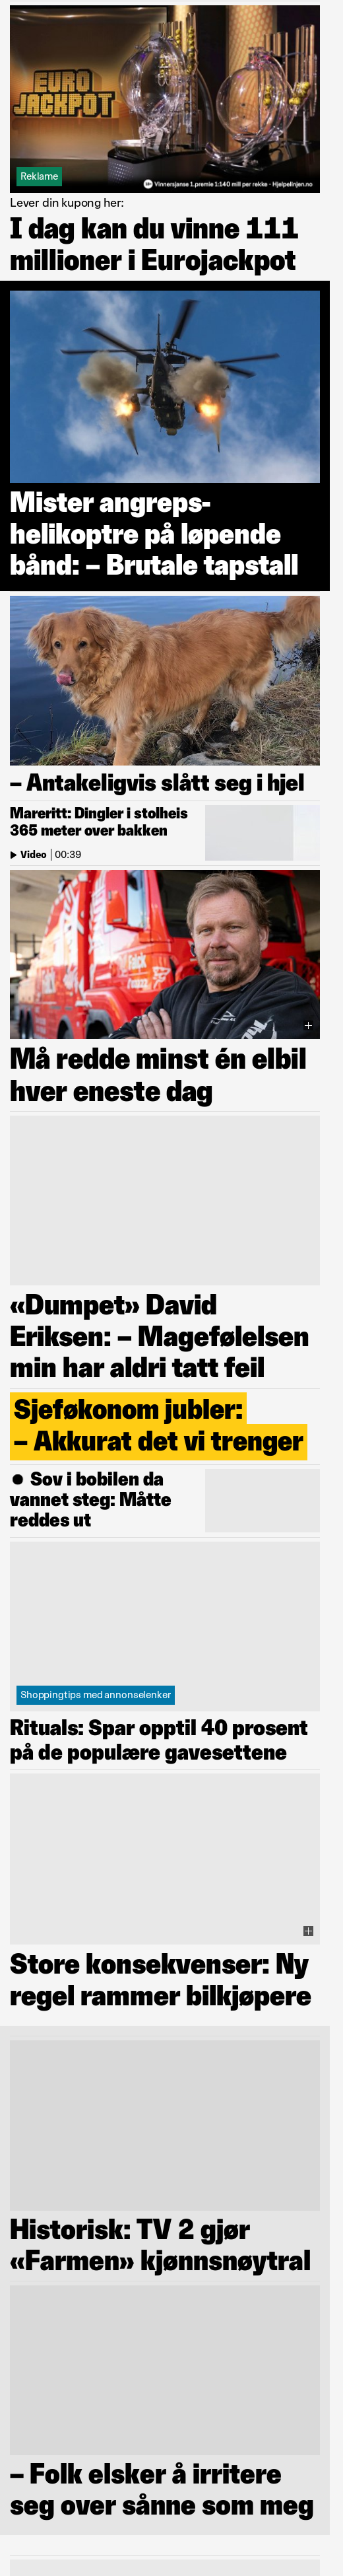 EURO
JACKPOT
Reklame
18+ Vinnersjanse 1.premie 1:140 mill per rekke - Hjelpelinjen.no
Lever din kupong her:
I dag kan du vinne 111
millioner i Eurojackpot
Mister angreps-
helikoptre på løpende
bånd: – Brutale tapstall
– Antakeligvis slått seg i hjel
Mareritt: Dingler i stolheis
365 meter over bakken
Video | 00:39
Falck
Må redde minst én elbil
hver eneste dag
«Dumpet» David
Eriksen: – Magefølelsen
min har aldri tatt feil
Sjeføkonom jubler:
– Akkurat det vi trenger
Sov i bobilen da
vannet steg: Måtte
reddes ut
Shoppingtips med annonselenker
Rituals: Spar opptil 40 prosent
på de populære gavesettene
Store konsekvenser: Ny
regel rammer bilkjøpere
Historisk: TV 2 gjør
«Farmen» kjønnsnøytral
– Folk elsker å irritere
seg over sånne som meg